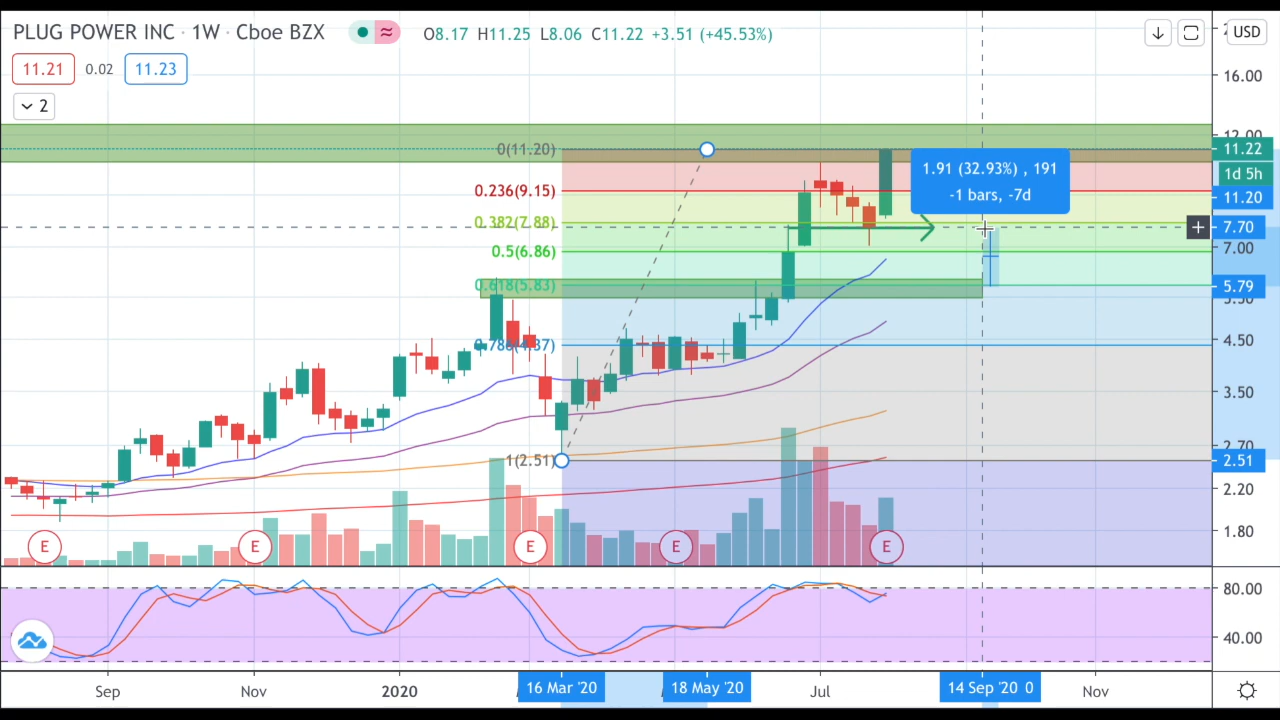 PLUG POWER INC · 1W · Cboe BZX
O8.17 H11.25 L8.06 C11.22 +3.51 (+45.53%)
USD
11.21 0.02 11.23
2
16.00
12.00
0(11.20)
11.22
1d 5h
1.91 (32.93%) , 191
-1 bars, -7d
0.236(9.15)
11.20
0.382(7.88)
7.70
7.00
0.5(6.86)
0.618(5.83)
5.79
5.50
0.786(4.37)
4.50
3.50
2.70
1(2.51)
2.51
2.20
1.80
E E E E E
80.00
40.00
Sep Nov 2020 16 Mar '20 18 May '20 Jul 14 Sep '20 0 Nov